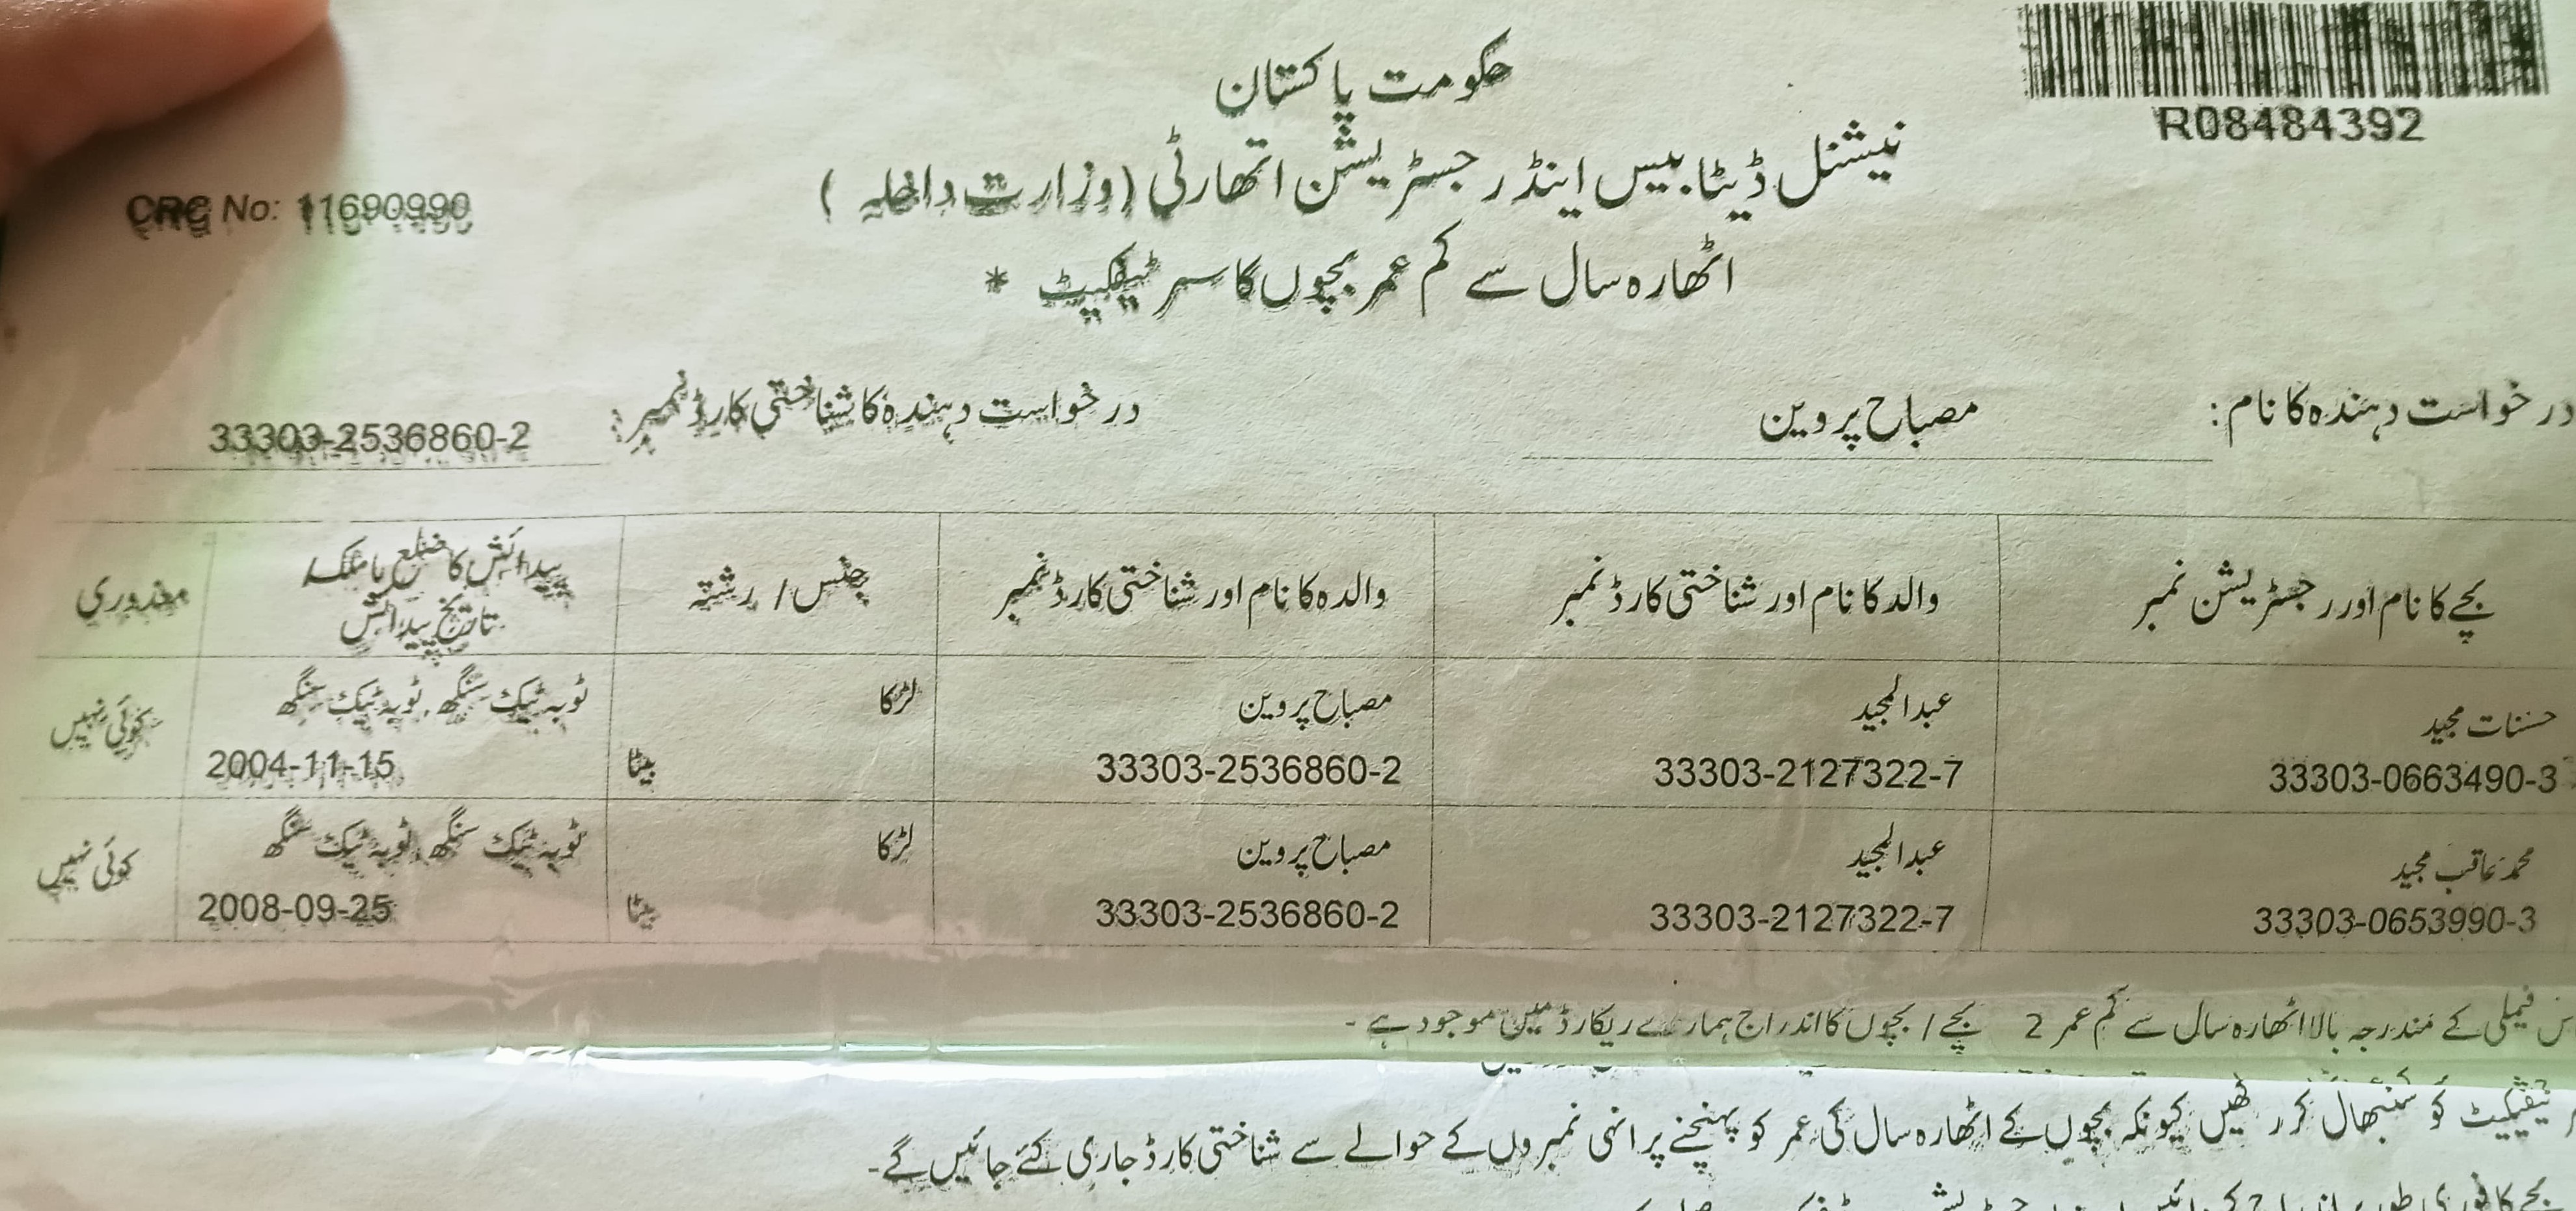 R08484392
حکومت پاکستان
نیشنل ڈیٹا بیس اینڈ رجسٹریشن اتھارٹی (وزارت داخلہ)
CRC No: 11690990
اٹھارہ سال سے کم عمر بچوں کا سرٹیفکیٹ *
درخواست دہندہ کا نام: مصباح پروین درخواست دہندہ کا شناختی کارڈ نمبر: 33303-2536860-2
بچے کا نام اور رجسٹریشن نمبر والد کا نام اور شناختی کارڈ نمبر والدہ کا نام اور شناختی کارڈ نمبر جنس / رشتہ پیدائش کا ضلع یا ملک / معذوری
تاریخ پیدائش
حسنات مجید عبدالمجید مصباح پروین لڑکا ٹوبہ ٹیک سنگھ، ٹوبہ ٹیک سنگھ کوئی نہیں
33303-0663490-3 33303-2127322-7 33303-2536860-2 بیٹا 2004-11-15
محمد عاقب مجید عبدالمجید مصباح پروین لڑکا ٹوبہ ٹیک سنگھ، ٹوبہ ٹیک سنگھ کوئی نہیں
33303-0653990-3 33303-2127322-7 33303-2536860-2 بیٹا 2008-09-25
فیملی کے مندرجہ بالا اٹھارہ سال سے کم عمر 2 بچے / بچوں کا اندراج ہمارے ریکارڈ میں موجود ہے -
کو سنبھال کر رکھیں کیونکہ بچوں کے اٹھارہ سال کی عمر کو پہنچنے پر انہی نمبروں کے حوالے سے شناختی کارڈ جاری کئے جائیں گے-